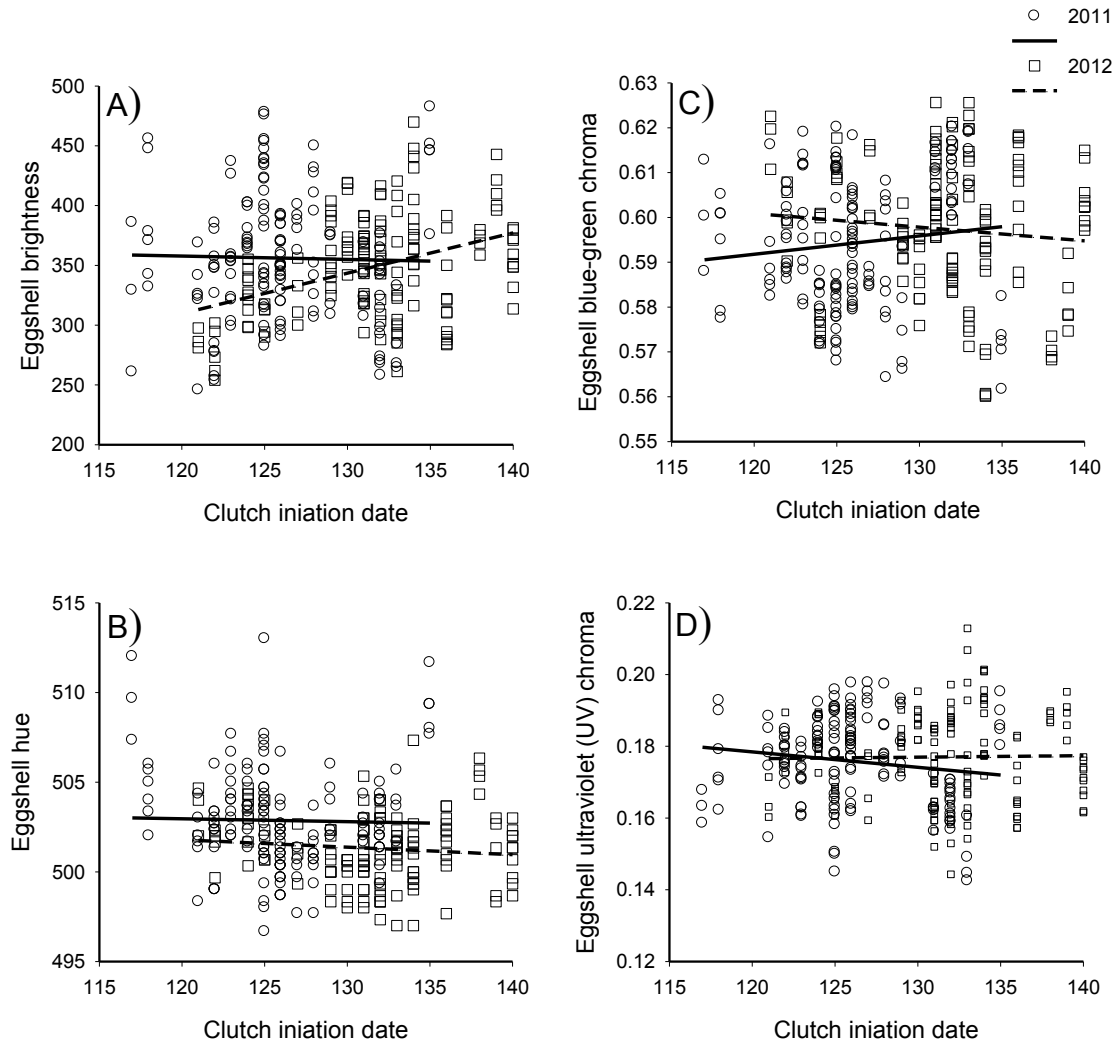 2011
2012
A)
500
450
400
350
300
250
200
115 120 125 130 135 140
Eggshell brightness
Clutch iniation date
C)
0.63
0.62
0.61
0.60
0.59
0.58
0.57
0.56
0.55
115 120 125 130 135 140
Eggshell blue-green chroma
Clutch iniation date
B)
515
510
505
500
495
115 120 125 130 135 140
Eggshell hue
Clutch iniation date
D)
0.22
0.20
0.18
0.16
0.14
0.12
115 120 125 130 135 140
Eggshell ultraviolet (UV) chroma
Clutch iniation date